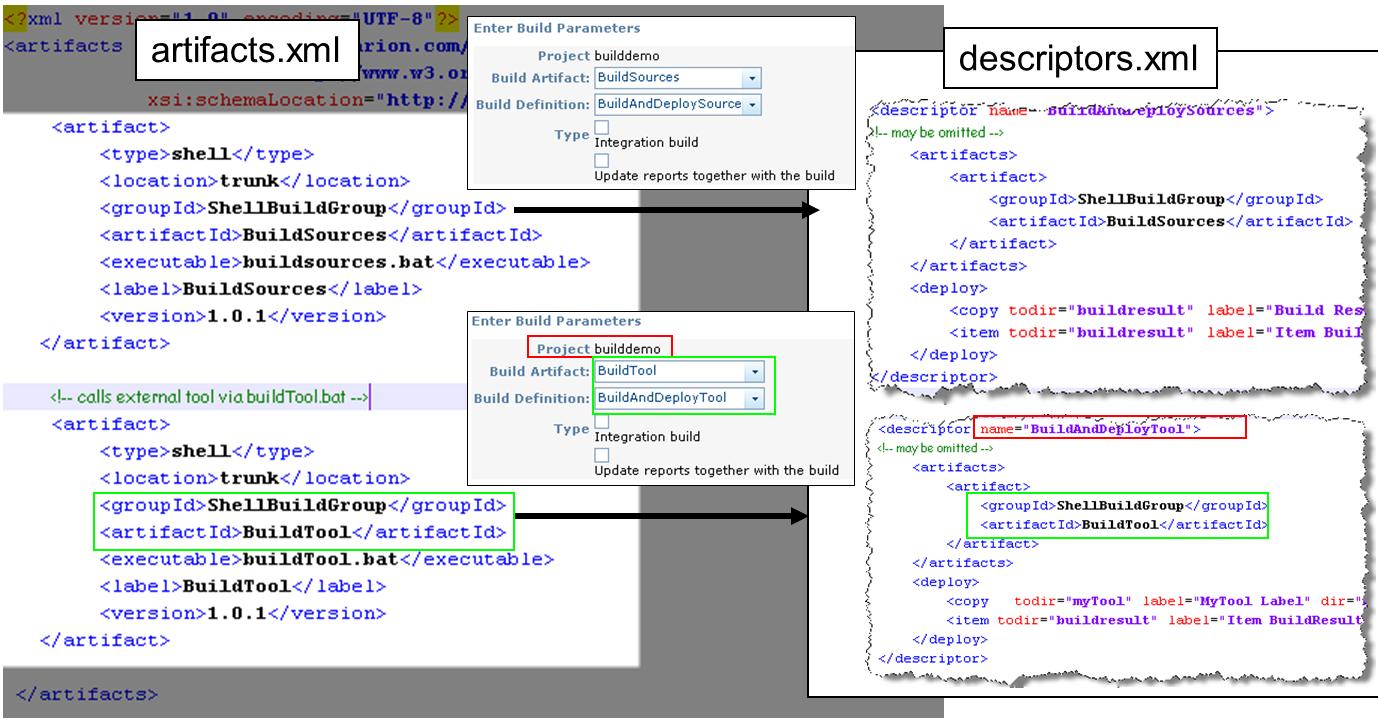 <?xml version="1.0" encoding="UTF-8"?>
<artifacts arion.com/
www.w3.or
xsi:schemaLocation="http://
artifacts.xml
<artifact>
<type>shell</type>
<location>trunk</location>
<groupId>ShellBuildGroup</groupId>
<artifactId>BuildSources</artifactId>
<executable>buildsources.bat</executable>
<label>BuildSources</label>
<version>1.0.1</version>
</artifact>
<!-- calls external tool via buildTool.bat -->
<artifact>
<type>shell</type>
<location>trunk</location>
<groupId>ShellBuildGroup</groupId>
<artifactId>BuildTool</artifactId>
<executable>buildTool.bat</executable>
<label>BuildTool</label>
<version>1.0.1</version>
</artifact>
</artifacts>
Enter Build Parameters
Project builddemo
Build Artifact: BuildSources
Build Definition: BuildAndDeploySource
Type
Integration build
Update reports together with the build
Enter Build Parameters
Project builddemo
Build Artifact: BuildTool
Build Definition: BuildAndDeployTool
Type
Integration build
Update reports together with the build
descriptors.xml
<descriptor name="BuildAndDeploySources">
<!-- may be omitted -->
<artifacts>
<artifact>
<groupId>ShellBuildGroup</groupId>
<artifactId>BuildSources</artifactId>
</artifact>
</artifacts>
<deploy>
<copy todir="buildresult" label="Build Res
<item todir="buildresult" label="Item Buil
</deploy>
</descriptor>
<descriptor name="BuildAndDeployTool">
<!-- may be omitted -->
<artifacts>
<artifact>
<groupId>ShellBuildGroup</groupId>
<artifactId>BuildTool</artifactId>
</artifact>
</artifacts>
<deploy>
<copy todir="myTool" label="MyTool Label" dir="
<item todir="buildresult" label="Item BuildResult
</deploy>
</descriptor>